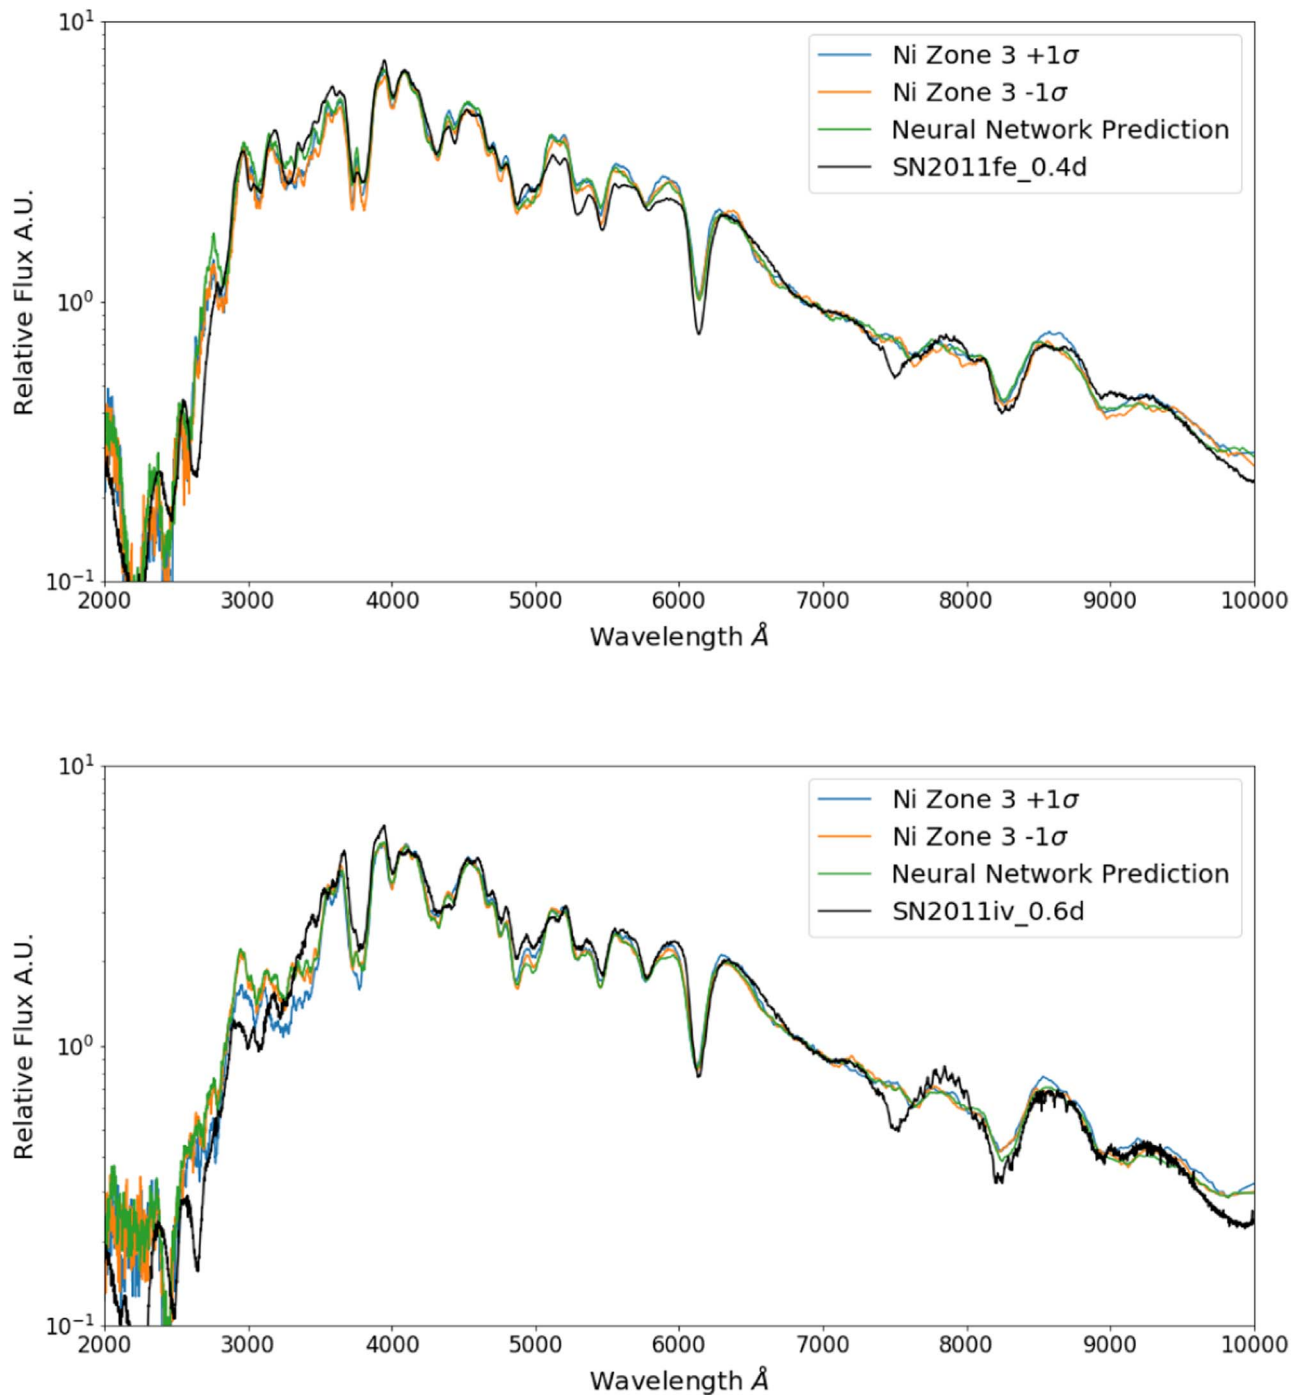 10¹
Ni Zone 3 +1σ
Ni Zone 3 -1σ
Neural Network Prediction
SN2011fe_0.4d
Relative Flux A.U.
10⁰
10⁻¹
2000 3000 4000 5000 6000 7000 8000 9000 10000
Wavelength Å
10¹
Ni Zone 3 +1σ
Ni Zone 3 -1σ
Neural Network Prediction
SN2011iv_0.6d
Relative Flux A.U.
10⁰
10⁻¹
2000 3000 4000 5000 6000 7000 8000 9000 10000
Wavelength Å